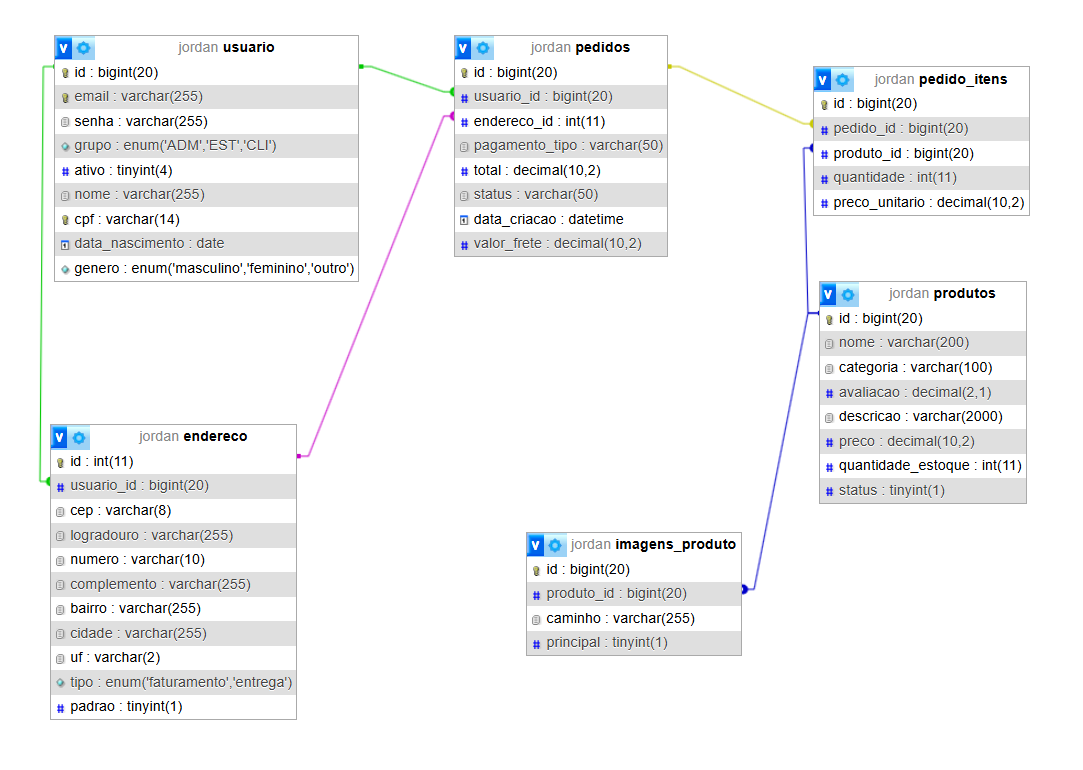 jordan usuario
id : bigint(20)
email : varchar(255)
senha : varchar(255)
grupo : enum('ADM','EST','CLI')
ativo : tinyint(4)
nome : varchar(255)
cpf : varchar(14)
data_nascimento : date
genero : enum('masculino','feminino','outro')
jordan pedidos
id : bigint(20)
usuario_id : bigint(20)
endereco_id : int(11)
pagamento_tipo : varchar(50)
total : decimal(10,2)
status : varchar(50)
data_criacao : datetime
valor_frete : decimal(10,2)
jordan pedido_itens
id : bigint(20)
pedido_id : bigint(20)
produto_id : bigint(20)
quantidade : int(11)
preco_unitario : decimal(10,2)
jordan produtos
id : bigint(20)
nome : varchar(200)
categoria : varchar(100)
avaliacao : decimal(2,1)
descricao : varchar(2000)
preco : decimal(10,2)
quantidade_estoque : int(11)
status : tinyint(1)
jordan endereco
id : int(11)
usuario_id : bigint(20)
cep : varchar(8)
logradouro : varchar(255)
numero : varchar(10)
complemento : varchar(255)
bairro : varchar(255)
cidade : varchar(255)
uf : varchar(2)
tipo : enum('faturamento','entrega')
padrao : tinyint(1)
jordan imagens_produto
id : bigint(20)
produto_id : bigint(20)
caminho : varchar(255)
principal : tinyint(1)